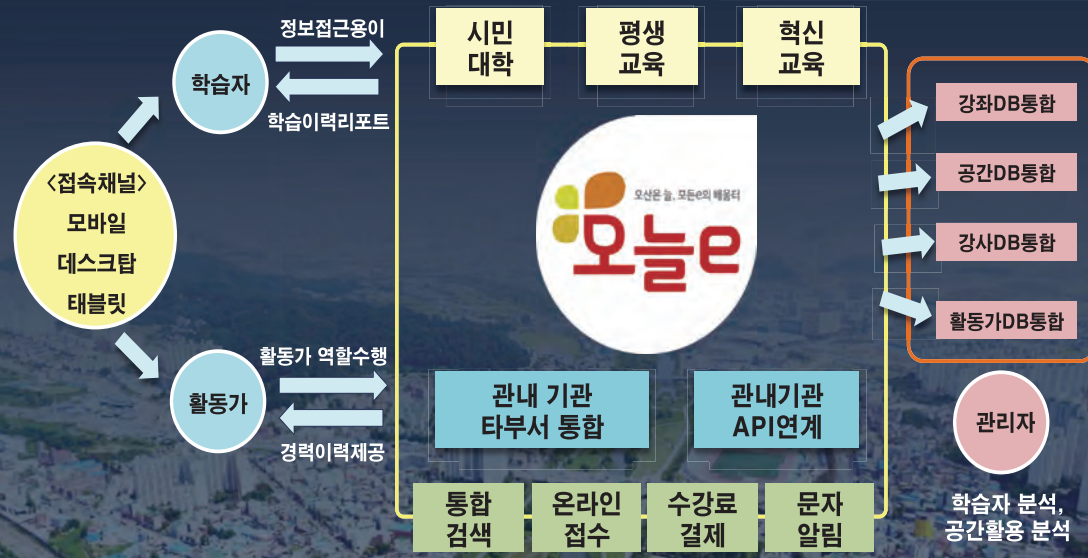 <접속채널>
모바일
데스크탑
태블릿
학습자
정보접근용이
학습이력리포트
활동가
활동가 역할수행
경력이력제공
시민
대학
평생
교육
혁신
교육
오산은 늘, 모든e의 배움터
오늘e
관내 기관
타부서 통합
관내기관
API연계
통합
검색
온라인
접수
수강료
결제
문자
알림
강좌DB통합
공간DB통합
강사DB통합
활동가DB통합
관리자
학습자 분석,
공간활용 분석